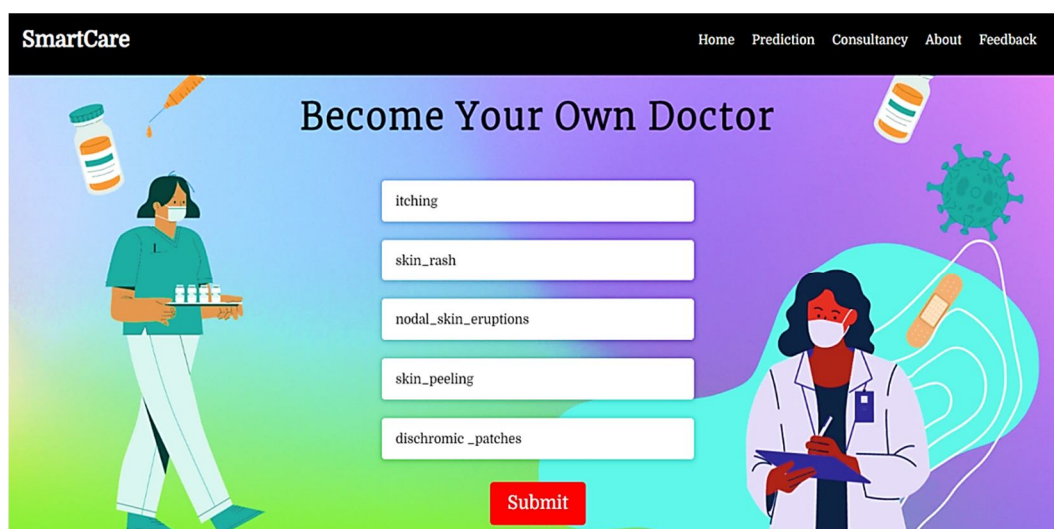 SmartCare
Home Prediction Consultancy About Feedback
Become Your Own Doctor
itching
skin_rash
nodal_skin_eruptions
skin_peeling
dischromic _patches
Submit